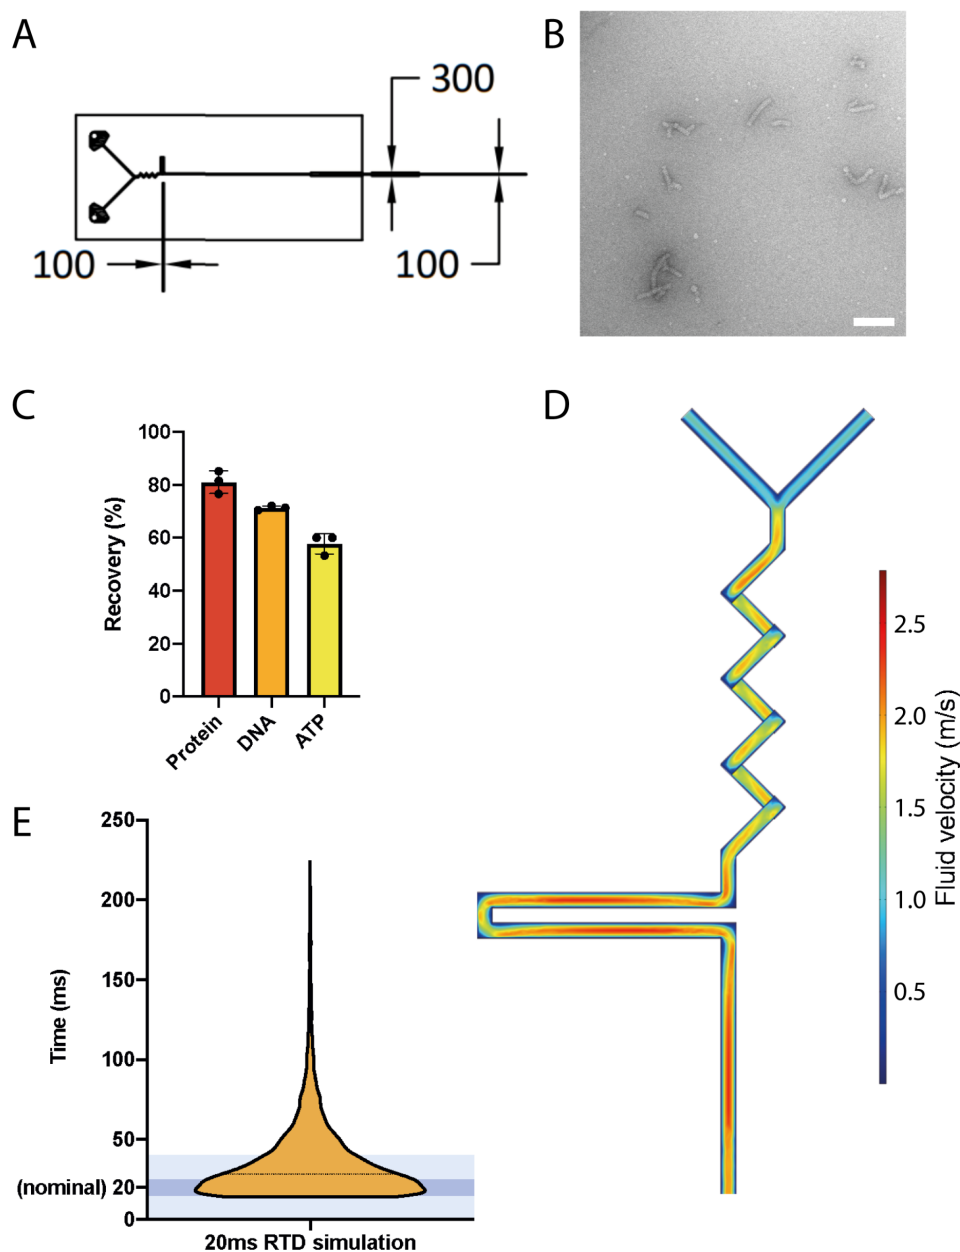 A
300
100
100
B
C
100
80
60
40
20
0
Recovery (%)
Protein
DNA
ATP
D
2.5
2.0
1.5
1.0
0.5
Fluid velocity (m/s)
E
250
200
150
100
50
(nominal) 20
0
Time (ms)
20ms RTD simulation